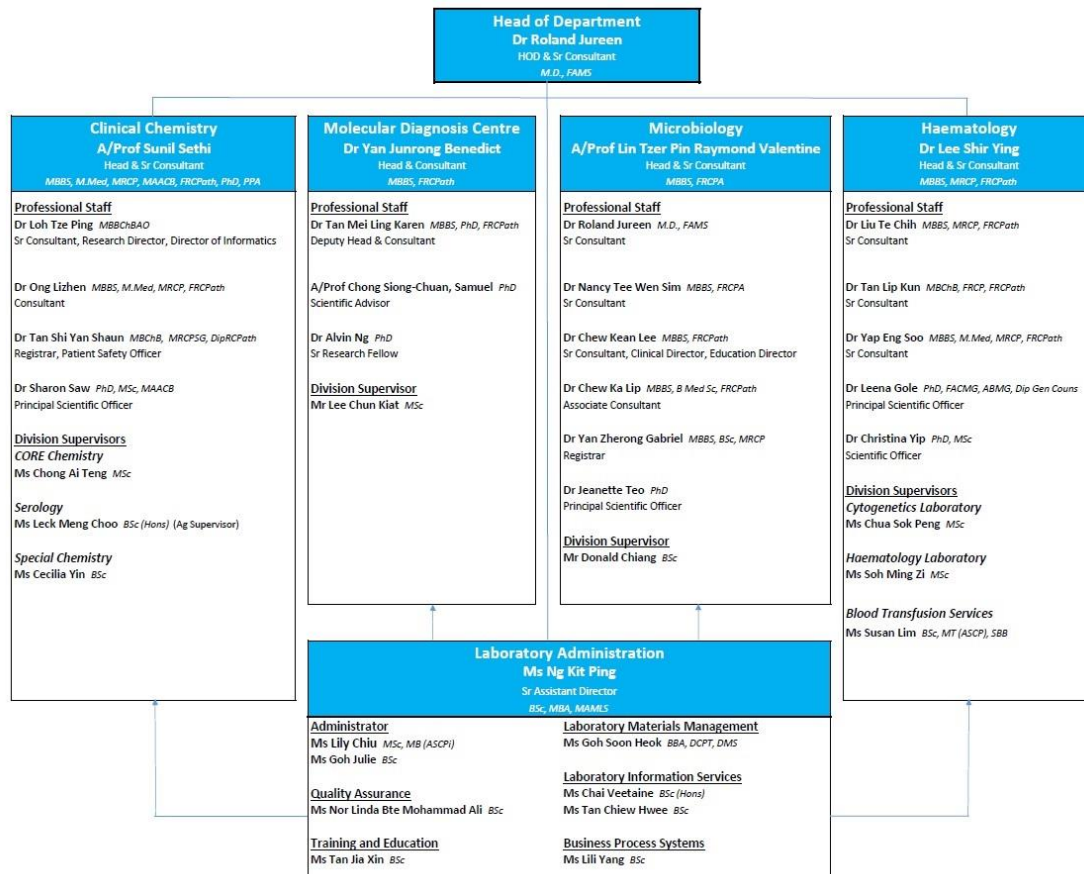 Head of Department
Dr Roland Jureen
HOD & Sr Consultant
M.D., FAMS
Clinical Chemistry
A/Prof Sunil Sethi
Head & Sr Consultant
MBBS, M.Med, MRCP, MAACB, FRCPath, PhD, PPA
Professional Staff
Dr Loh Tze Ping MBBChBAO
Sr Consultant, Research Director, Director of Informatics
Dr Ong Lizhen MBBS, M.Med, MRCP, FRCPath
Consultant
Dr Tan Shi Yan Shaun MBChB, MRCPSG, DipRCPath
Registrar, Patient Safety Officer
Dr Sharon Saw PhD, MSc, MAACB
Principal Scientific Officer
Division Supervisors
CORE Chemistry
Ms Chong Ai Teng MSc
Serology
Ms Leck Meng Choo BSc (Hons) (Ag Supervisor)
Special Chemistry
Ms Cecilia Yin BSc
Molecular Diagnosis Centre
Dr Yan Junrong Benedict
Head & Consultant
MBBS, FRCPath
Professional Staff
Dr Tan Mei Ling Karen MBBS, PhD, FRCPath
Deputy Head & Consultant
A/Prof Chong Siong-Chuan, Samuel PhD
Scientific Advisor
Dr Alvin Ng PhD
Sr Research Fellow
Division Supervisor
Mr Lee Chun Kiat MSc
Microbiology
A/Prof Lin Tzer Pin Raymond Valentine
Head & Sr Consultant
MBBS, FRCPA
Professional Staff
Dr Roland Jureen M.D., FAMS
Sr Consultant
Dr Nancy Tee Wen Sim MBBS, FRCPA
Sr Consultant
Dr Chew Kean Lee MBBS, FRCPath
Sr Consultant, Clinical Director, Education Director
Dr Chew Ka Lip MBBS, B Med Sc, FRCPath
Associate Consultant
Dr Yan Zherong Gabriel MBBS, BSc, MRCP
Registrar
Dr Jeanette Teo PhD
Principal Scientific Officer
Division Supervisor
Mr Donald Chiang BSc
Haematology
Dr Lee Shir Ying
Head & Sr Consultant
MBBS, MRCP, FRCPath
Professional Staff
Dr Liu Te Chih MBBS, MRCP, FRCPath
Sr Consultant
Dr Tan Lip Kun MBChB, FRCP, FRCPath
Sr Consultant
Dr Yap Eng Soo MBBS, M.Med, MRCP, FRCPath
Sr Consultant
Dr Leena Gole PhD, FACMG, ABMG, Dip Gen Couns
Principal Scientific Officer
Dr Christina Yip PhD, MSc
Scientific Officer
Division Supervisors
Cytogenetics Laboratory
Ms Chua Sok Peng MSc
Haematology Laboratory
Ms Soh Ming Zi MSc
Blood Transfusion Services
Ms Susan Lim BSc, MT (ASCP), SBB
Laboratory Administration
Ms Ng Kit Ping
Sr Assistant Director
BSc, MBA, MAMLS
Administrator
Ms Lily Chiu MSc, MB (ASCPi)
Ms Goh Julie BSc
Quality Assurance
Ms Nor Linda Bte Mohammad Ali BSc
Training and Education
Ms Tan Jia Xin BSc
Laboratory Materials Management
Ms Goh Soon Heok BBA, DCPT, DMS
Laboratory Information Services
Ms Chai Veetaine BSc (Hons)
Ms Tan Chiew Hwee BSc
Business Process Systems
Ms Lili Yang BSc